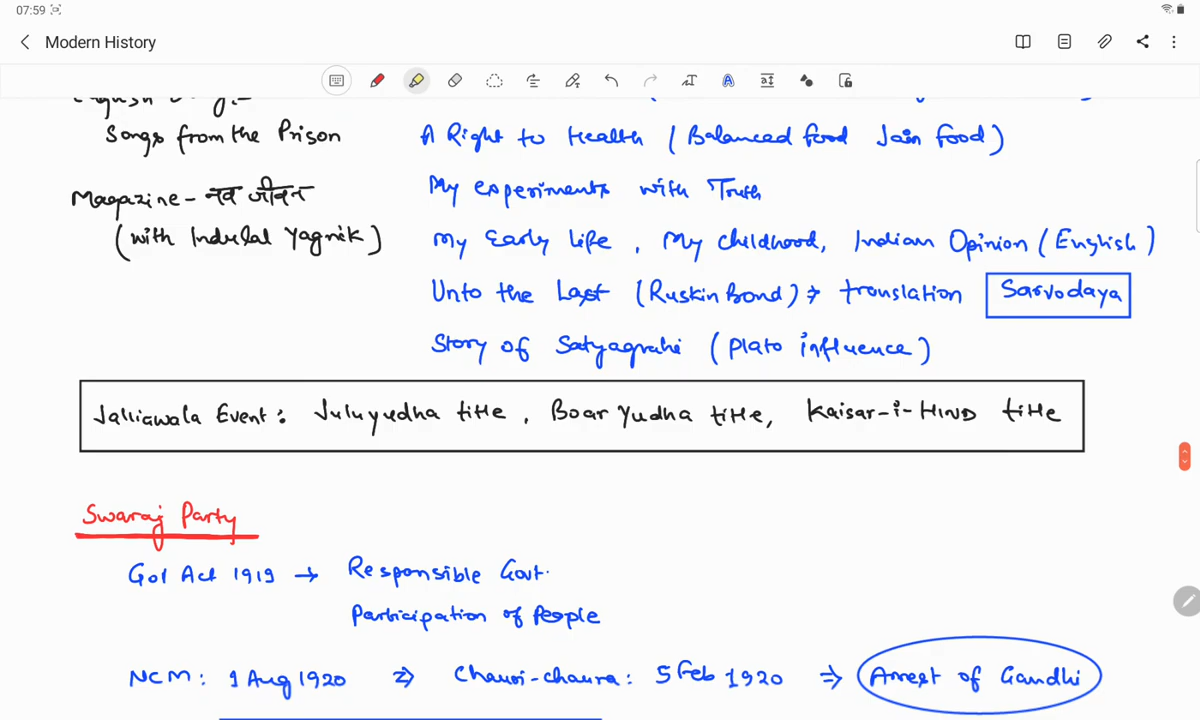 07:59
Modern History
Songs from the Prison
Magazine - नव जीवन
(with Indulal Yagnik)
A Right to Health (Balanced food Jain food)
My experiments with Truth
My Early Life, My childhood, Indian Opinion (English)
Unto the Last (Ruskin Bond) → translation Sarvodaya
Story of Satyagrahi (Plato influence)
Jalliawala Event: Juluyudha title, Boar Yudha title, Kaisar-i-HIND title
Swaraj Party
GoI Act 1919 → Responsible Govt.
Participation of People
NCM: 1 Aug 1920 ⇒ Chauri-chaura: 5 Feb 1920 ⇒ Arrest of Gandhi